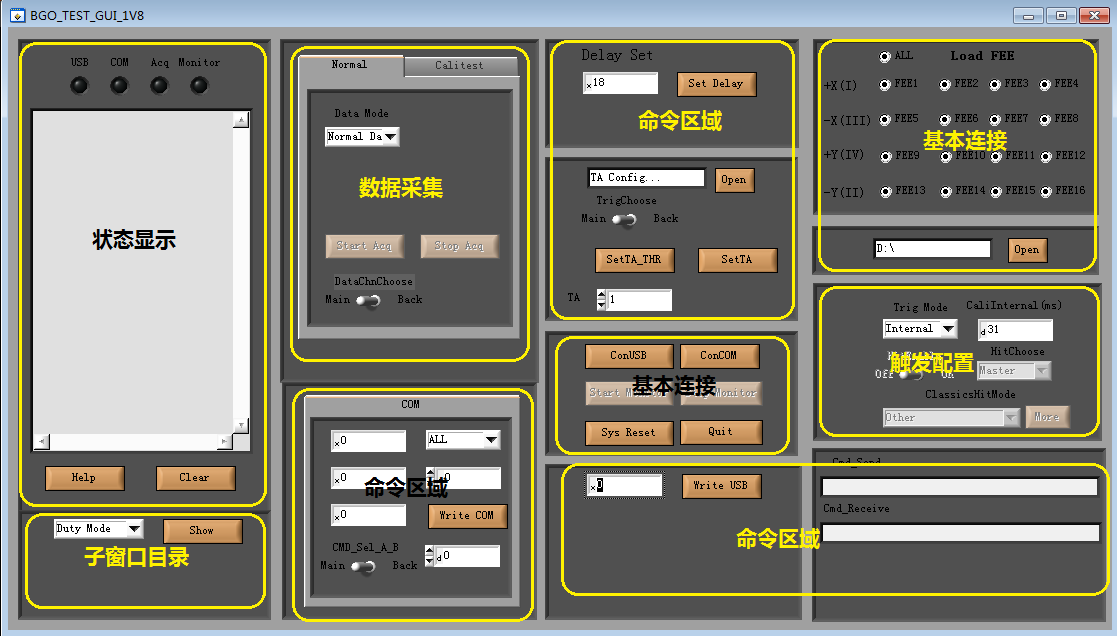 BGO_TEST_GUI_1V8
USB COM Acq Monitor
状态显示
Help Clear
Duty Mode Show
子窗口目录
Normal Calitest
Data Mode
Normal Da
数据采集
Start Acq Stop Acq
DataChnChoose
Main Back
COM
x0 ALL
x0 0
命令区域
x0 Write COM
CMD_Sel_A_B
Main Back d0
Delay Set
x18 Set Delay
命令区域
TA Config... Open
TrigChoose
Main Back
SetTA_THR SetTA
TA 1
ConUSB ConCOM
基本连接
Start Monitor
Sys Reset Quit
x0 Write USB
命令区域
ALL Load FEE
+X(I) FEE1 FEE2 FEE3 FEE4
-X(III) FEE5 FEE6 FEE7 FEE8
基本连接
+Y(IV) FEE9 FEE10 FEE11 FEE12
-Y(II) FEE13 FEE14 FEE15 FEE16
D:\ Open
Trig Mode CaliInternal(ms)
Internal d31
HitChoose
触发配置
Off On Master
ClassicsHitMode
Other More
Cmd_Send
Cmd_Receive